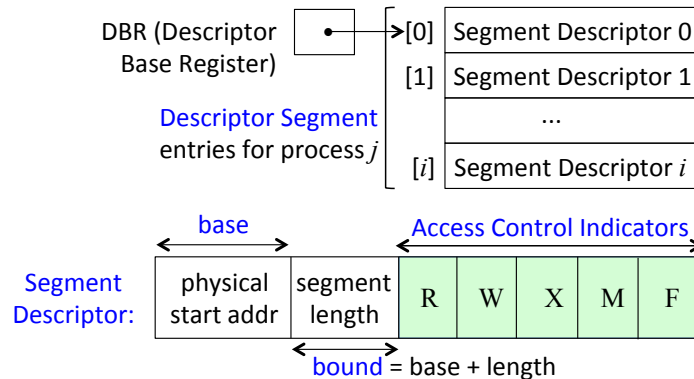 DBR (Descriptor
Base Register)
[0] Segment Descriptor 0
[1] Segment Descriptor 1
...
[i] Segment Descriptor i
Descriptor Segment
entries for process j
base
Access Control Indicators
Segment
Descriptor:
physical
start addr
segment
length
R W X M F
bound = base + length